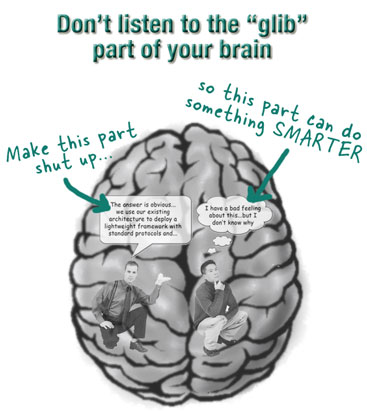 Don't listen to the “glib”
part of your brain
Make this part
shut up...
so this part can do
something SMARTER
The answer is obvious...
we use our existing
architecture to deploy a
lightweight framework with
standard protocols and...
I have a bad feeling
about this..but I
don't know why